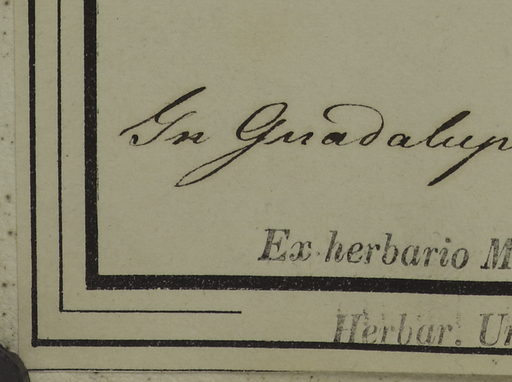 In Guadalup
Ex herbario M
Herbar. Un